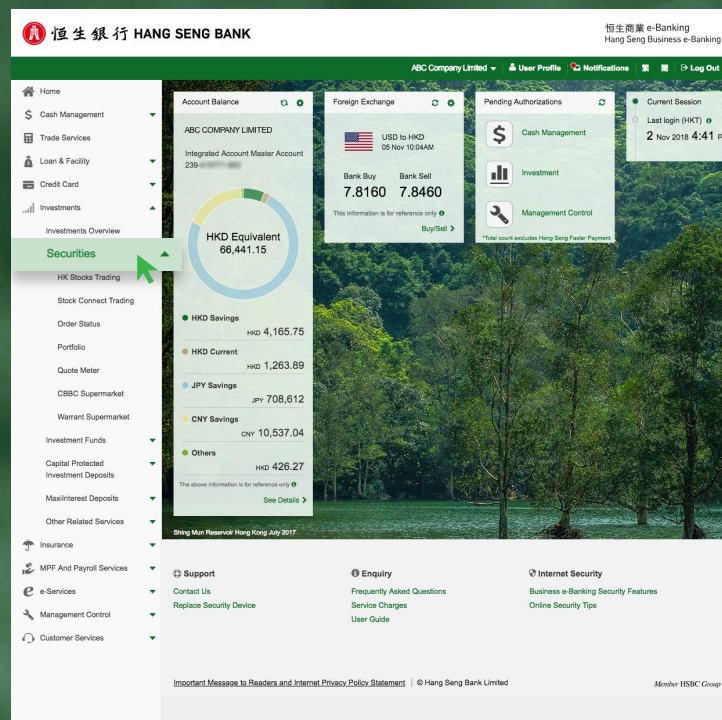 恒生銀行 HANG SENG BANK
恒生商業 e-Banking
Hang Seng Business e-Banking
ABC Company Limited
User Profile
Notifications
繁
簡
Log Out
Home
Cash Management
Trade Services
Loan & Facility
Credit Card
Investments
Investments Overview
Securities
HK Stocks Trading
Stock Connect Trading
Order Status
Portfolio
Quote Meter
CBBC Supermarket
Warrant Supermarket
Investment Funds
Capital Protected
Investment Deposits
MaxiInterest Deposits
Other Related Services
Insurance
MPF And Payroll Services
e-Services
Management Control
Customer Services
Account Balance
ABC COMPANY LIMITED
Integrated Account Master Account
239-
HKD Equivalent
66,441.15
HKD Savings
HKD 4,165.75
HKD Current
HKD 1,263.89
JPY Savings
JPY 708,612
CNY Savings
CNY 10,537.04
Others
HKD 426.27
The above information is for reference only
See Details
Foreign Exchange
USD to HKD
05 Nov 10:04AM
Bank Buy Bank Sell
7.8160 7.8460
This information is for reference only
Buy/Sell
Pending Authorizations
Cash Management
Investment
Management Control
*Total count excludes Hang Seng Faster Payment
Current Session
Last login (HKT)
2 Nov 2018 4:41 P
Shing Mun Reservoir Hong Kong July 2017
Support
Contact Us
Replace Security Device
Enquiry
Frequently Asked Questions
Service Charges
User Guide
Internet Security
Business e-Banking Security Features
Online Security Tips
Important Message to Readers and Internet Privacy Policy Statement | © Hang Seng Bank Limited
Member HSBC Group